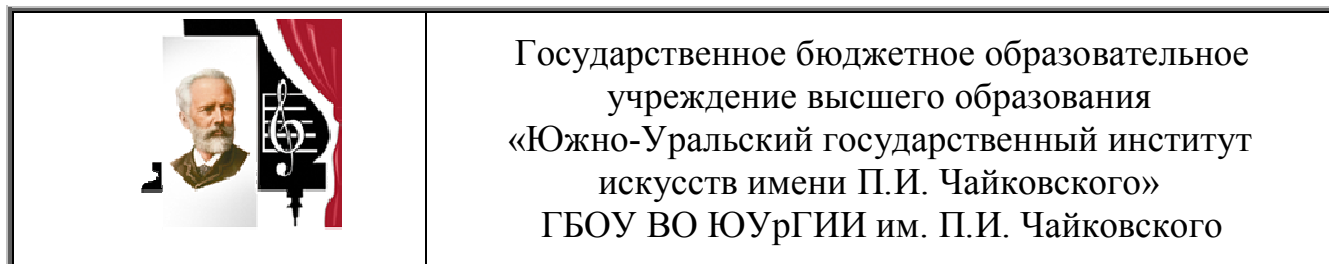 Государственное бюджетное образовательное
учреждение высшего образования
«Южно-Уральский государственный институт
искусств имени П.И. Чайковского»
ГБОУ ВО ЮУрГИИ им. П.И. Чайковского